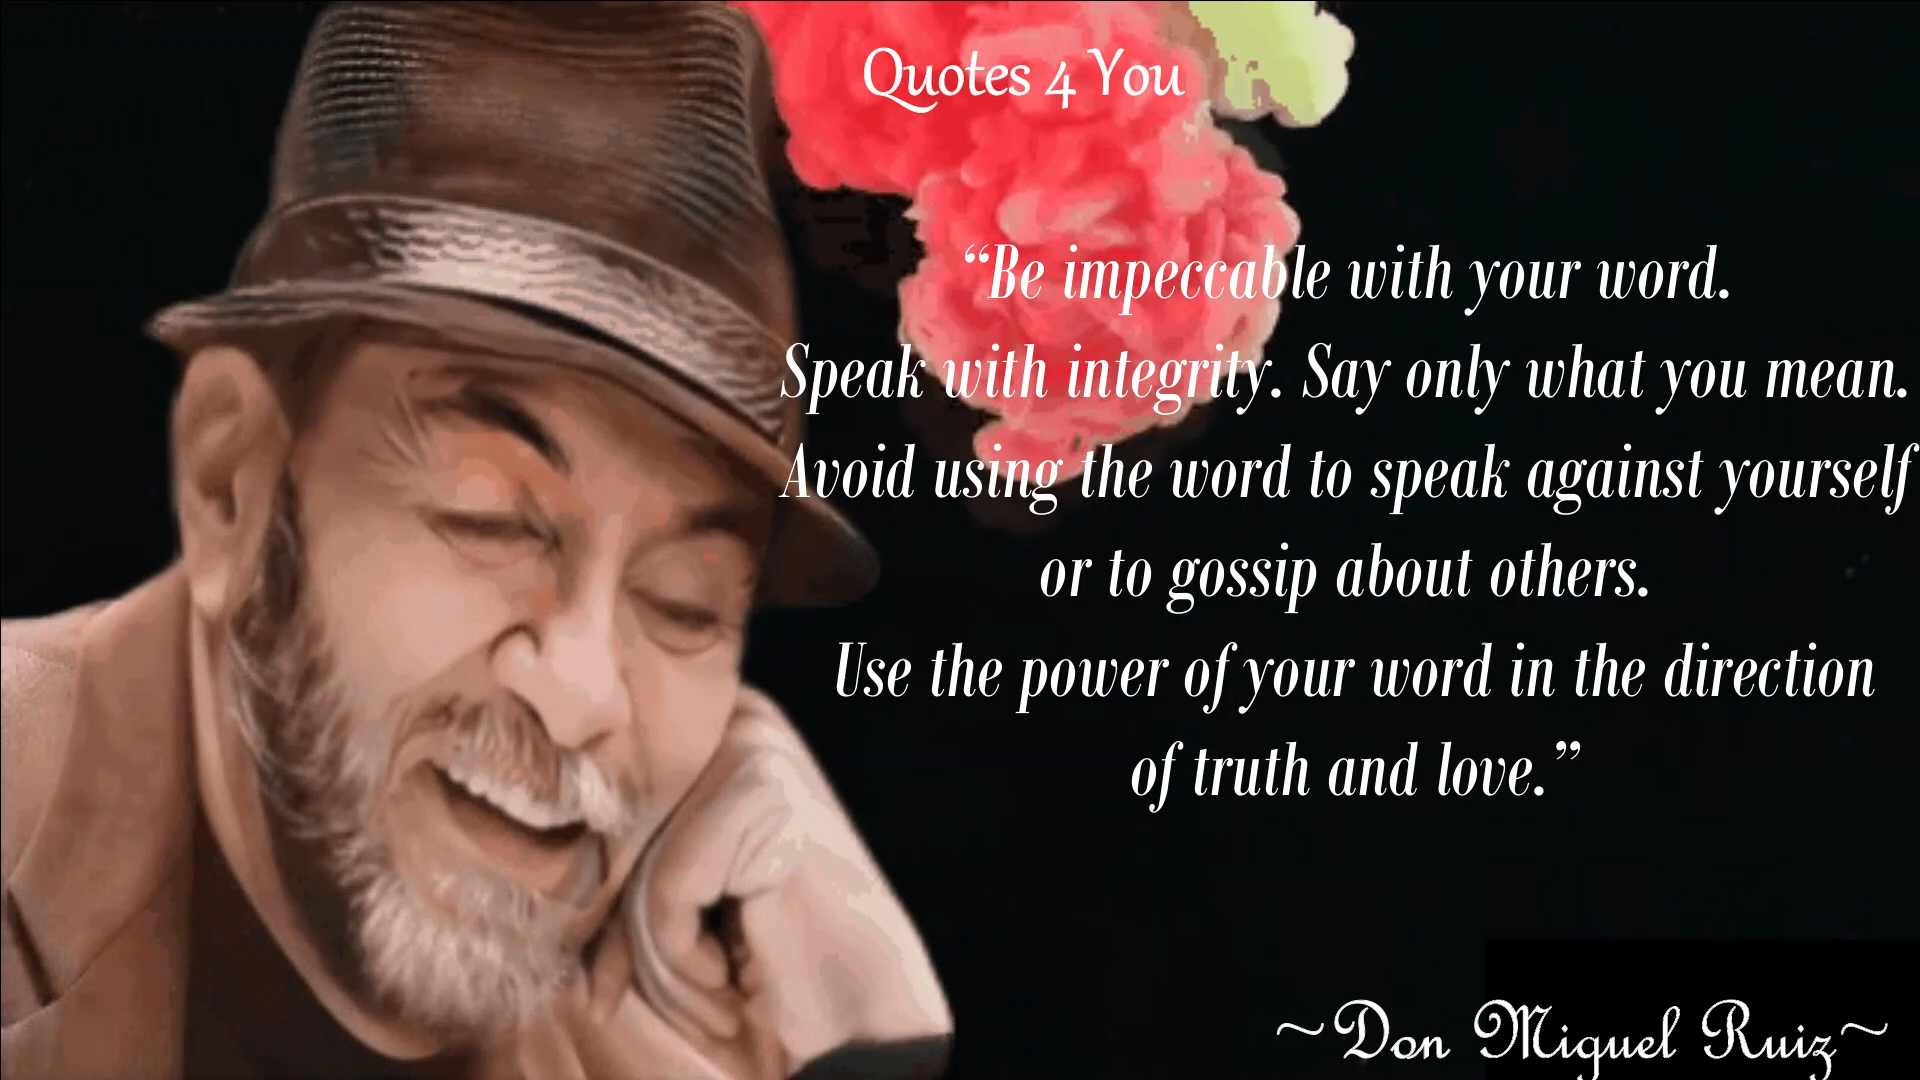 Quotes 4 You
“Be impeccable with your word.
Speak with integrity. Say only what you mean.
Avoid using the word to speak against yourself
or to gossip about others.
Use the power of your word in the direction
of truth and love.”
~Don Miguel Ruiz~